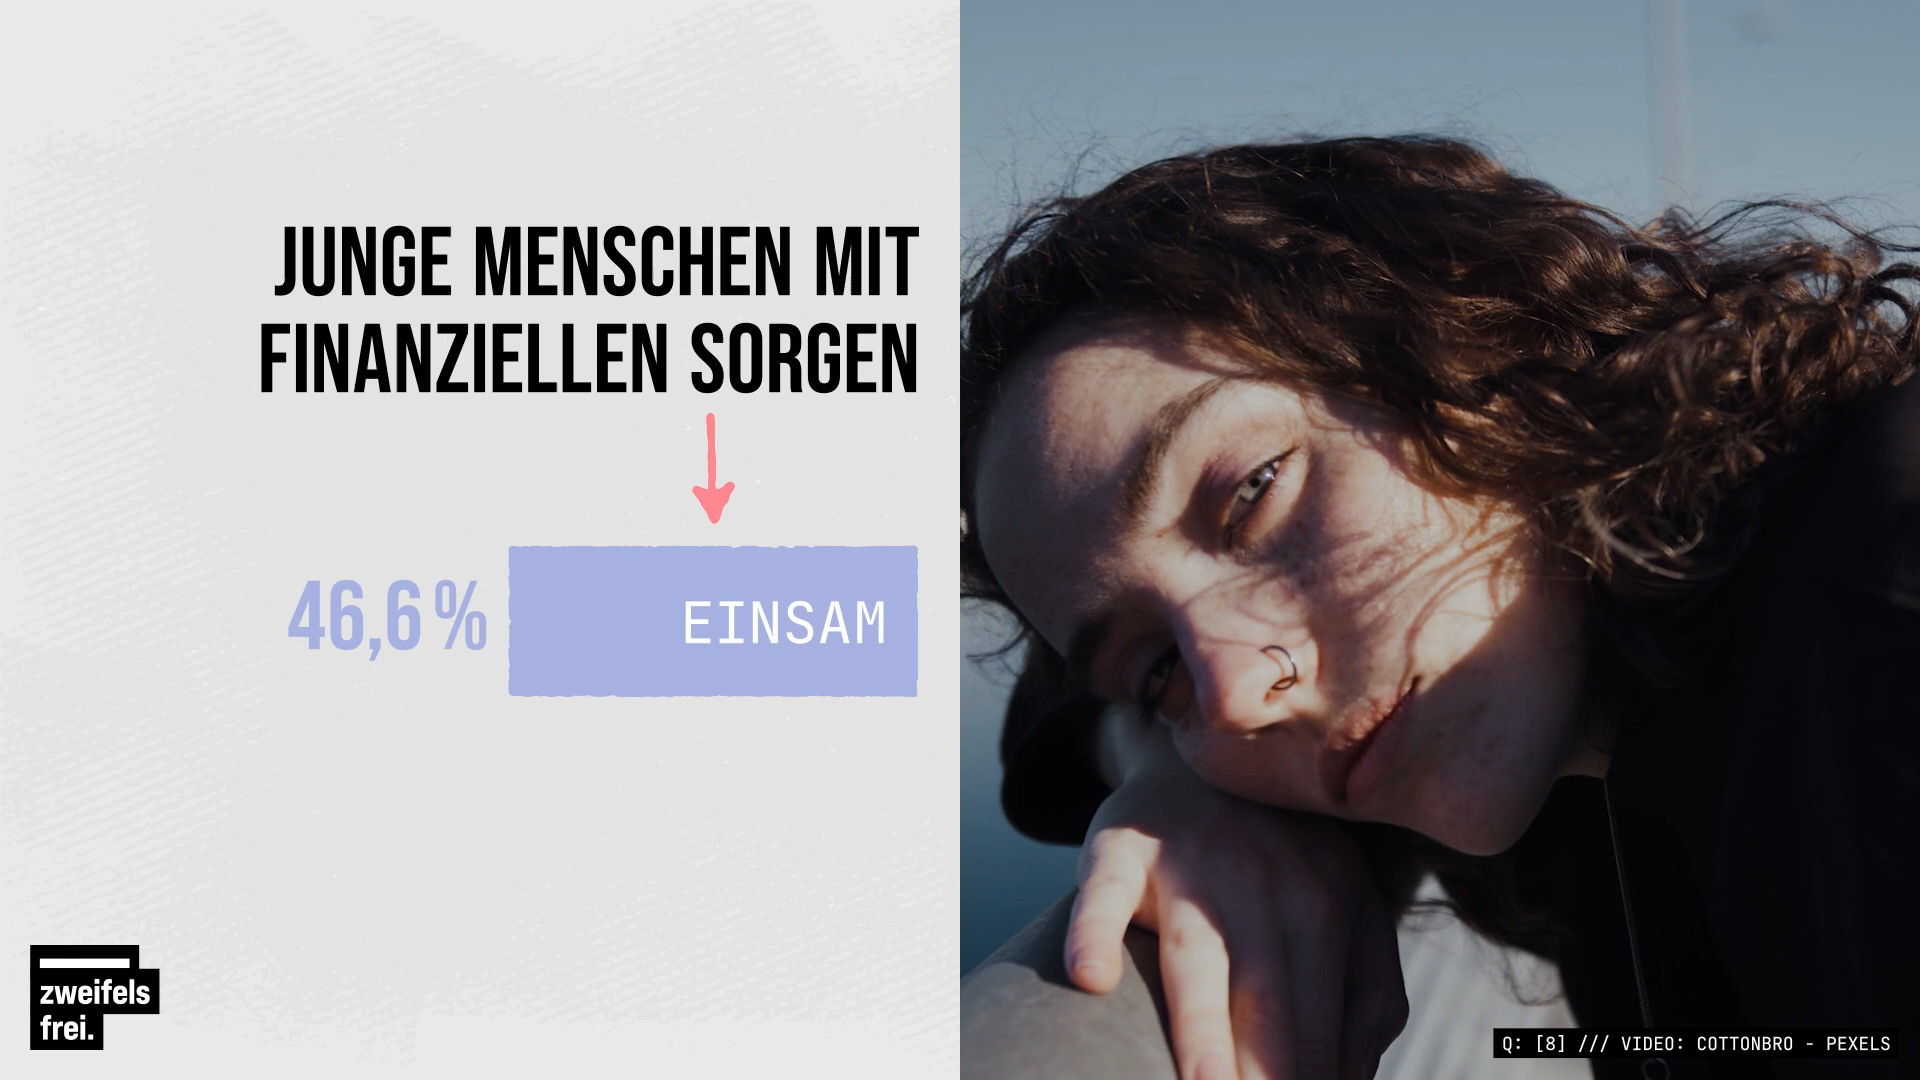 JUNGE MENSCHEN MIT
FINANZIELLEN SORGEN
46,6 % EINSAM
zweifels
frei.
Q: [8] /// VIDEO: COTTONBRO - PEXELS